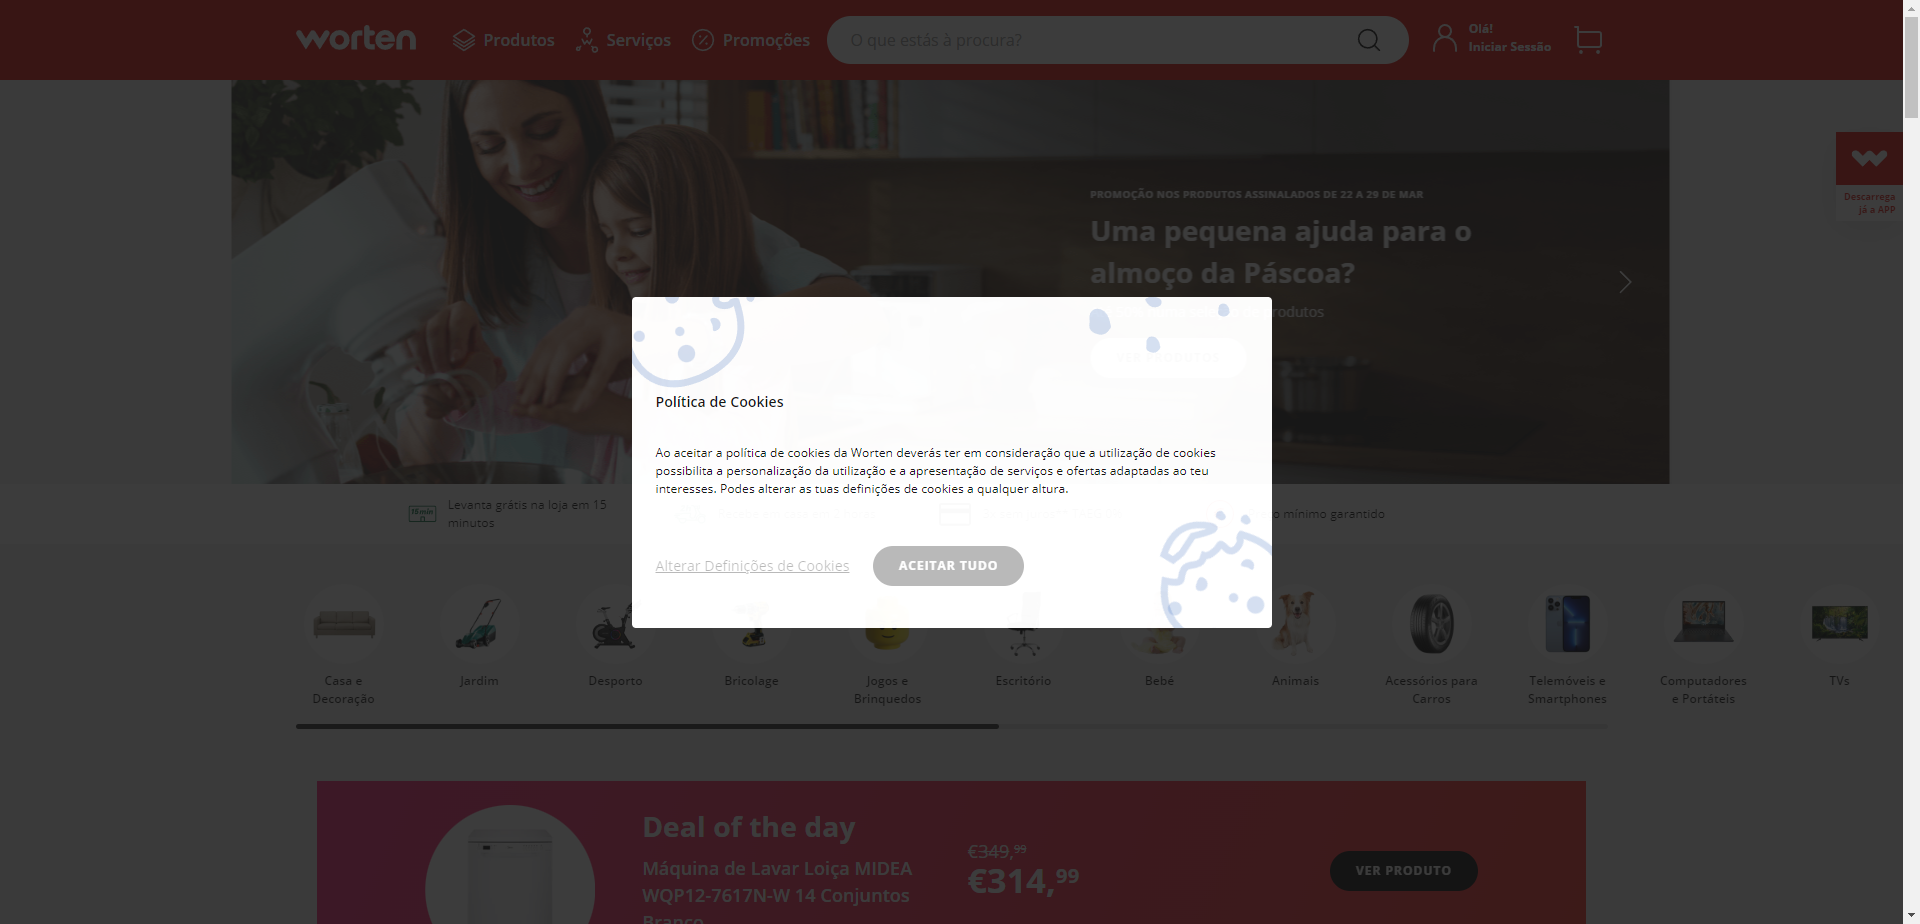 worten
Produtos
Serviços
Promoções
O que estás à procura?
Olá!
Iniciar Sessão
Descarrega
já a APP
PROMOÇÃO NOS PRODUTOS ASSINALADOS DE 22 A 29 DE MAR
Uma pequena ajuda para o
almoço da Páscoa?
produtos
VER PRODUTOS
Política de Cookies
Ao aceitar a política de cookies da Worten deverás ter em consideração que a utilização de cookies
possibilita a personalização da utilização e a apresentação de serviços e ofertas adaptadas ao teu
interesses. Podes alterar as tuas definições de cookies a qualquer altura.
Alterar Definições de Cookies
ACEITAR TUDO
Levanta grátis na loja em 15
minutos
o mínimo garantido
Casa e
Decoração
Jardim
Desporto
Bricolage
Jogos e
Brinquedos
Escritório
Bebé
Animais
Acessórios para
Carros
Telemóveis e
Smartphones
Computadores
e Portáteis
TVs
Deal of the day
Máquina de Lavar Loiça MIDEA
WQP12-7617N-W 14 Conjuntos
Branco
€349,99
€314,99
VER PRODUTO